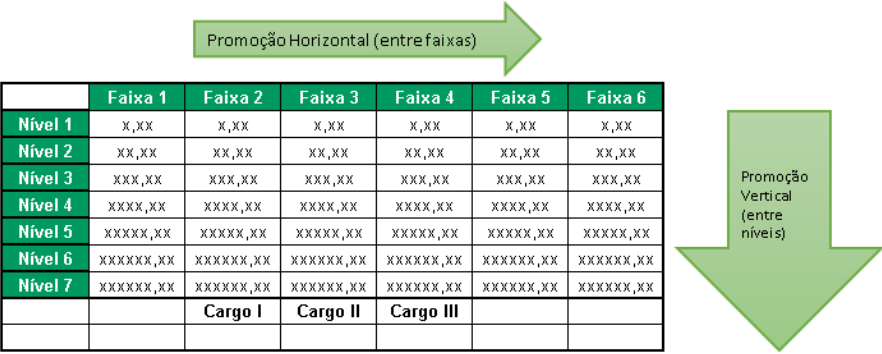 Promoção Horizontal (entre faixas)
Faixa 1 Faixa 2 Faixa 3 Faixa 4 Faixa 5 Faixa 6
Nível 1 x,xx x,xx x,xx x,xx x,xx x,xx
Nível 2 xx,xx xx,xx xx,xx xx,xx xx,xx xx,xx
Nível 3 xxx,xx xxx,xx xxx,xx xxx,xx xxx,xx xxx,xx
Nível 4 xxxx,xx xxxx,xx xxxx,xx xxxx,xx xxxx,xx xxxx,xx
Nível 5 xxxxx,xx xxxxx,xx xxxxx,xx xxxxx,xx xxxxx,xx xxxxx,xx
Nível 6 xxxxxx,xx xxxxxx,xx xxxxxx,xx xxxxxx,xx xxxxxx,xx xxxxxx,xx
Nível 7 xxxxxx,xx xxxxxx,xx xxxxxx,xx xxxxxx,xx xxxxxx,xx xxxxxx,xx
Cargo I Cargo II Cargo III
Promoção
Vertical
(entre
níveis)